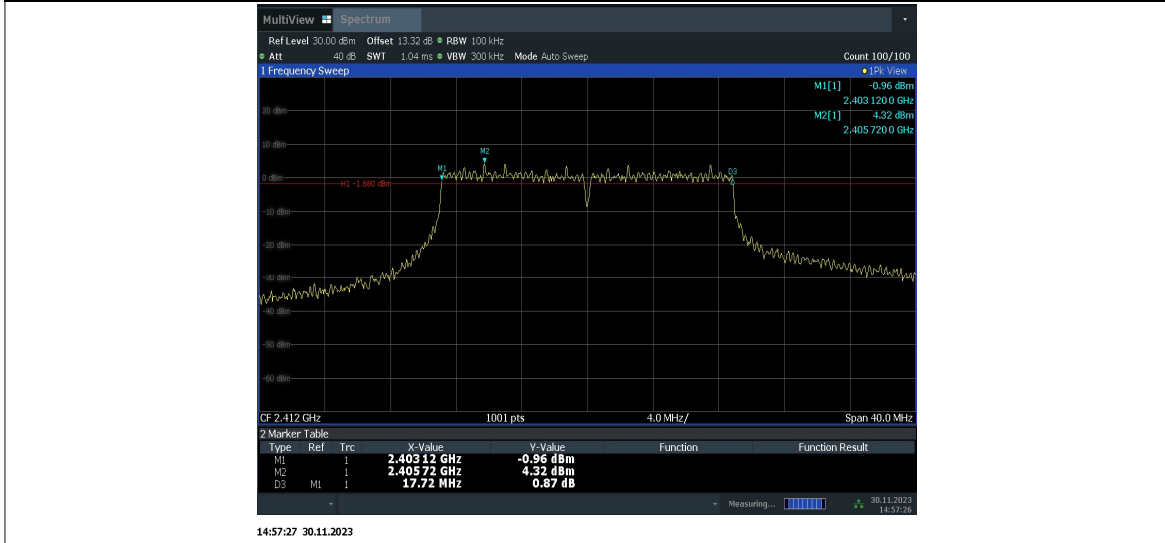 MultiView Spectrum
Ref Level 30.00 dBm Offset 13.32 dB RBW 100 kHz
Att 40 dB SWT 1.04 ms VBW 300 kHz Mode Auto Sweep Count 100/100
1 Frequency Sweep 1Pk View
M1[1] -0.96 dBm
2.403 120 0 GHz
M2[1] 4.32 dBm
2.405 720 0 GHz
20 dBm
10 dBm
M2
M1 D3
0 dBm
H1 -1.680 dBm
-10 dBm
-20 dBm
-30 dBm
-40 dBm
-50 dBm
-60 dBm
CF 2.412 GHz 1001 pts 4.0 MHz/ Span 40.0 MHz
2 Marker Table
Type Ref Trc X-Value Y-Value Function Function Result
M1 1 2.403 12 GHz -0.96 dBm
M2 1 2.405 72 GHz 4.32 dBm
D3 M1 1 17.72 MHz 0.87 dB
Measuring... 30.11.2023
14:57:26
14:57:27 30.11.2023